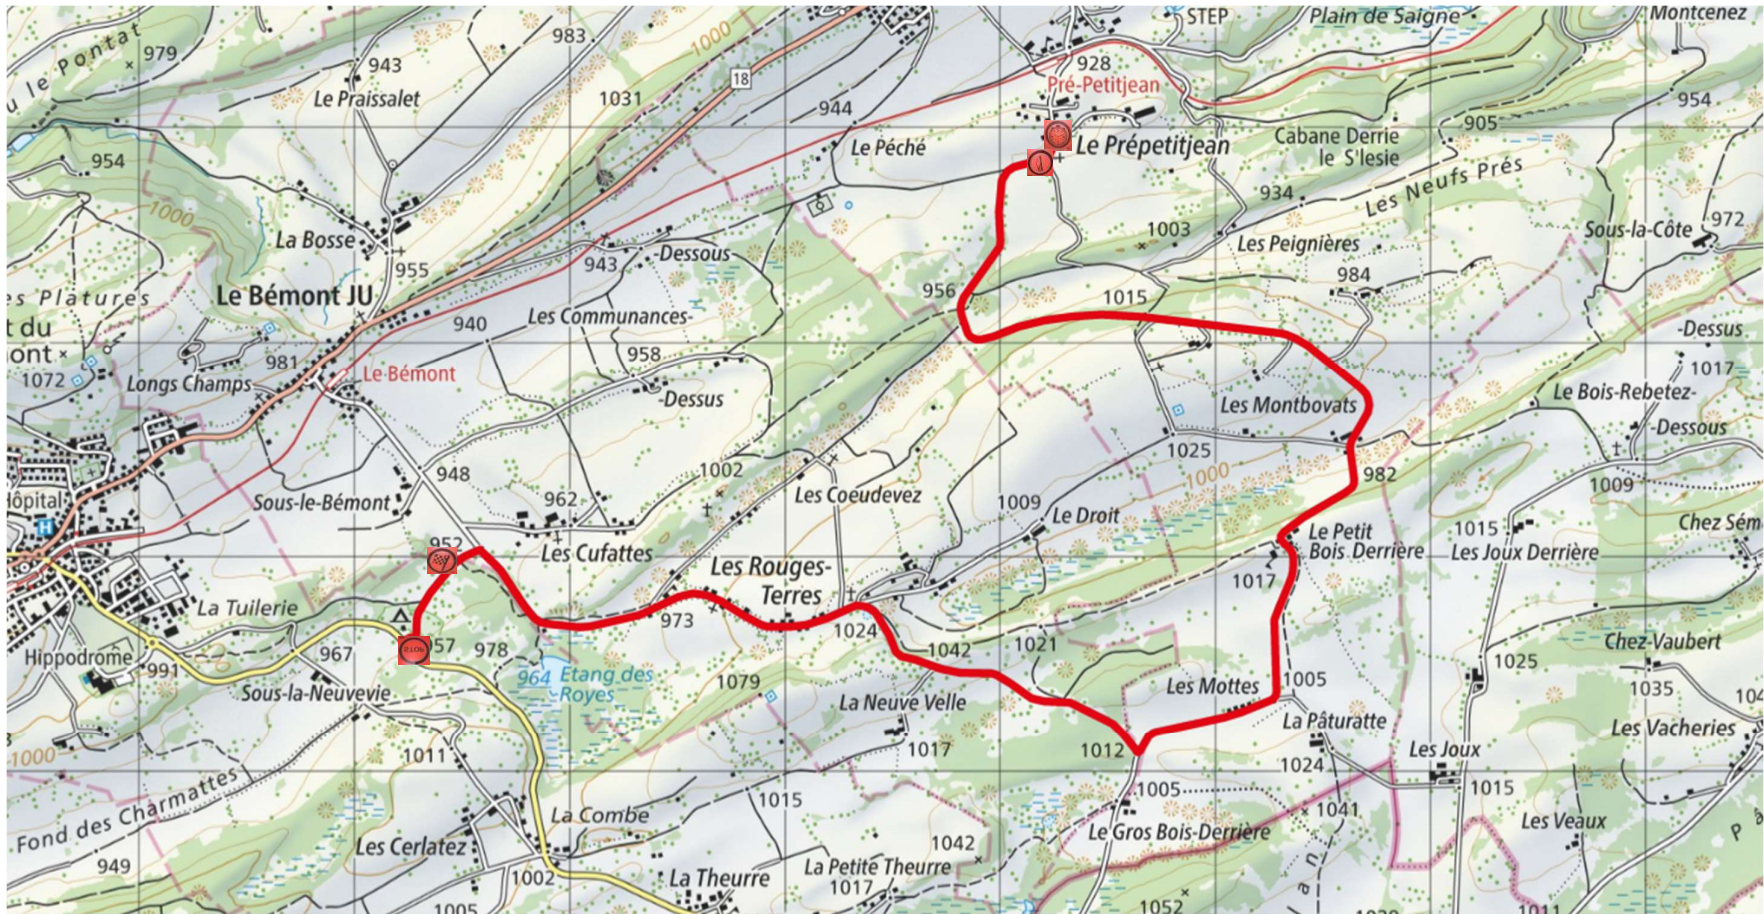 STEP
Plain de Saigne
Montcenez
u le Pontat
979
983
1000
943
Le Praissalet
1031
18
928
Pré-Petitjean
944
Le Péché
Le Prépetitjean
Cabane Derrie
le S'lesie
905
954
954
Les Neufs Prés
934
1000
La Bosse
955
943
-Dessous
1003
Les Peignières
Sous-la-Côte
972
984
es Platures
Le Bémont JU
956
1015
Les Communances-
940
t du
ont
-Dessus
981
958
1072
Longs Champs
Le Bémont
-Dessus
1017
Le Bois-Rebetez-
Les Montbovats
-Dessous
1025
948
1002
1000
982
1009
Hôpital
H
Sous-le-Bémont
962
Les Coeudevez
1009
Le Droit
1015
Chez Sém
952
Les Cufattes
Le Petit
Bois Derrière
Les Joux Derrière
Les Rouges-
Terres
1017
La Tuilerie
973
1024
1021
Chez-Vaubert
Hippodrome
991
967
957
978
1042
1025
964
Etang des
Royes
1079
Sous-la-Neuvevie
La Neuve Velle
Les Mottes
1005
1035
La Pâturatte
Les Vacheries
1011
1017
1012
Les Joux
1000
1024
Fond des Charmattes
1015
1005
1041
1015
La Combe
Les Cerlatez
Le Gros Bois-Derrière
Les Veaux
949
1042
1002
La Theurre
La Petite Theurre
1017
1005
1052
1011